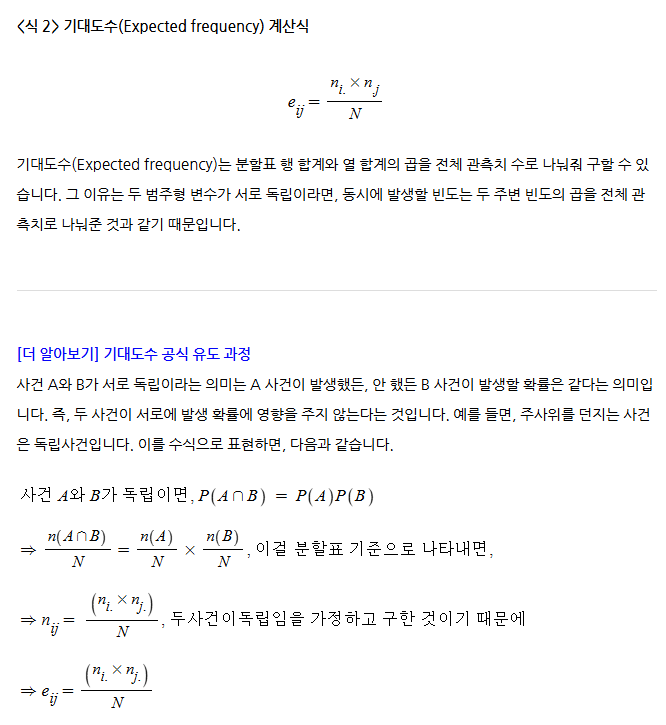 <식 2> 기대도수(Expected frequency) 계산식
e_{ij} = \frac{n_{i.} × n_{j}}{N}
기대도수(Expected frequency)는 분할표 행 합계와 열 합계의 곱을 전체 관측치 수로 나눠줘 구할 수 있
습니다. 그 이유는 두 범주형 변수가 서로 독립이라면, 동시에 발생할 빈도는 두 주변 빈도의 곱을 전체 관
측치로 나눠준 것과 같기 때문입니다.
[더 알아보기] 기대도수 공식 유도 과정
사건 A와 B가 서로 독립이라는 의미는 A 사건이 발생했든, 안 했든 B 사건이 발생할 확률은 같다는 의미입
니다. 즉, 두 사건이 서로에 발생 확률에 영향을 주지 않는다는 것입니다. 예를 들면, 주사위를 던지는 사건
은 독립사건입니다. 이를 수식으로 표현하면, 다음과 같습니다.
사건 A와 B가 독립이면, P(A∩B) = P(A)P(B)
⇒ \frac{n(A∩B)}{N} = \frac{n(A)}{N} × \frac{n(B)}{N}, 이걸 분할표 기준으로 나타내면,
⇒ n_{ij} = \frac{(n_{i.} × n_{j.})}{N}, 두사건이독립임을 가정하고 구한 것이기 때문에
⇒ e_{ij} = \frac{(n_{i.} × n_{j.})}{N}